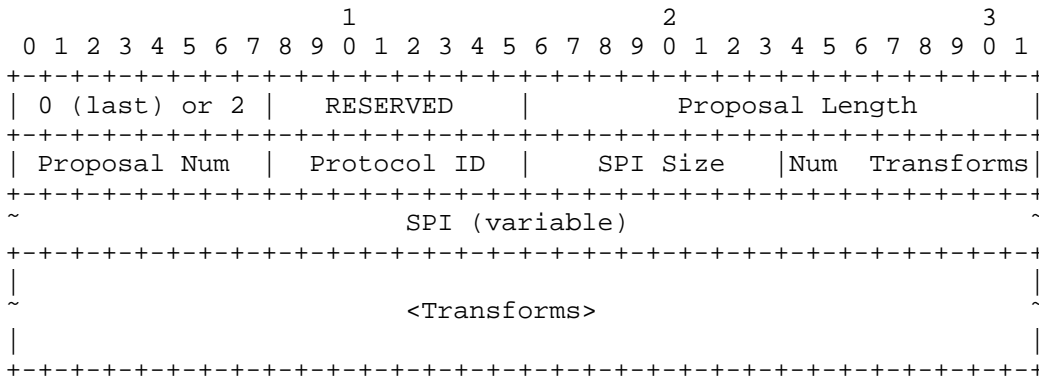 1                   2                   3
 0 1 2 3 4 5 6 7 8 9 0 1 2 3 4 5 6 7 8 9 0 1 2 3 4 5 6 7 8 9 0 1
+-+-+-+-+-+-+-+-+-+-+-+-+-+-+-+-+-+-+-+-+-+-+-+-+-+-+-+-+-+-+-+-+
| 0 (last) or 2 |   RESERVED    |         Proposal Length       |
+-+-+-+-+-+-+-+-+-+-+-+-+-+-+-+-+-+-+-+-+-+-+-+-+-+-+-+-+-+-+-+-+
| Proposal Num  |  Protocol ID  |    SPI Size   |Num  Transforms|
+-+-+-+-+-+-+-+-+-+-+-+-+-+-+-+-+-+-+-+-+-+-+-+-+-+-+-+-+-+-+-+-+
~                        SPI (variable)                         ~
+-+-+-+-+-+-+-+-+-+-+-+-+-+-+-+-+-+-+-+-+-+-+-+-+-+-+-+-+-+-+-+-+
|                                                               |
~                        <Transforms>                           ~
|                                                               |
+-+-+-+-+-+-+-+-+-+-+-+-+-+-+-+-+-+-+-+-+-+-+-+-+-+-+-+-+-+-+-+-+